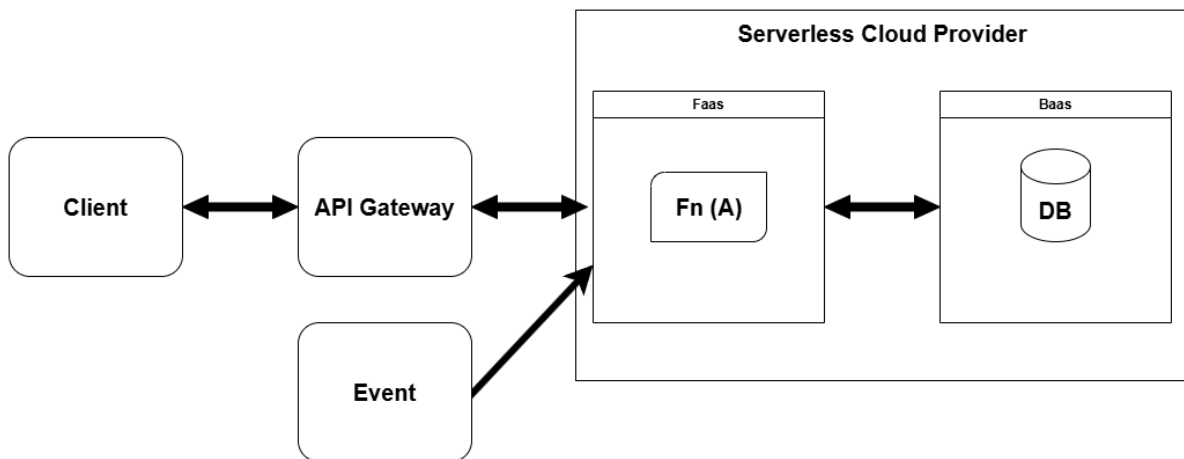 Serverless Cloud Provider
Faas
Baas
Client
API Gateway
Fn (A)
DB
Event